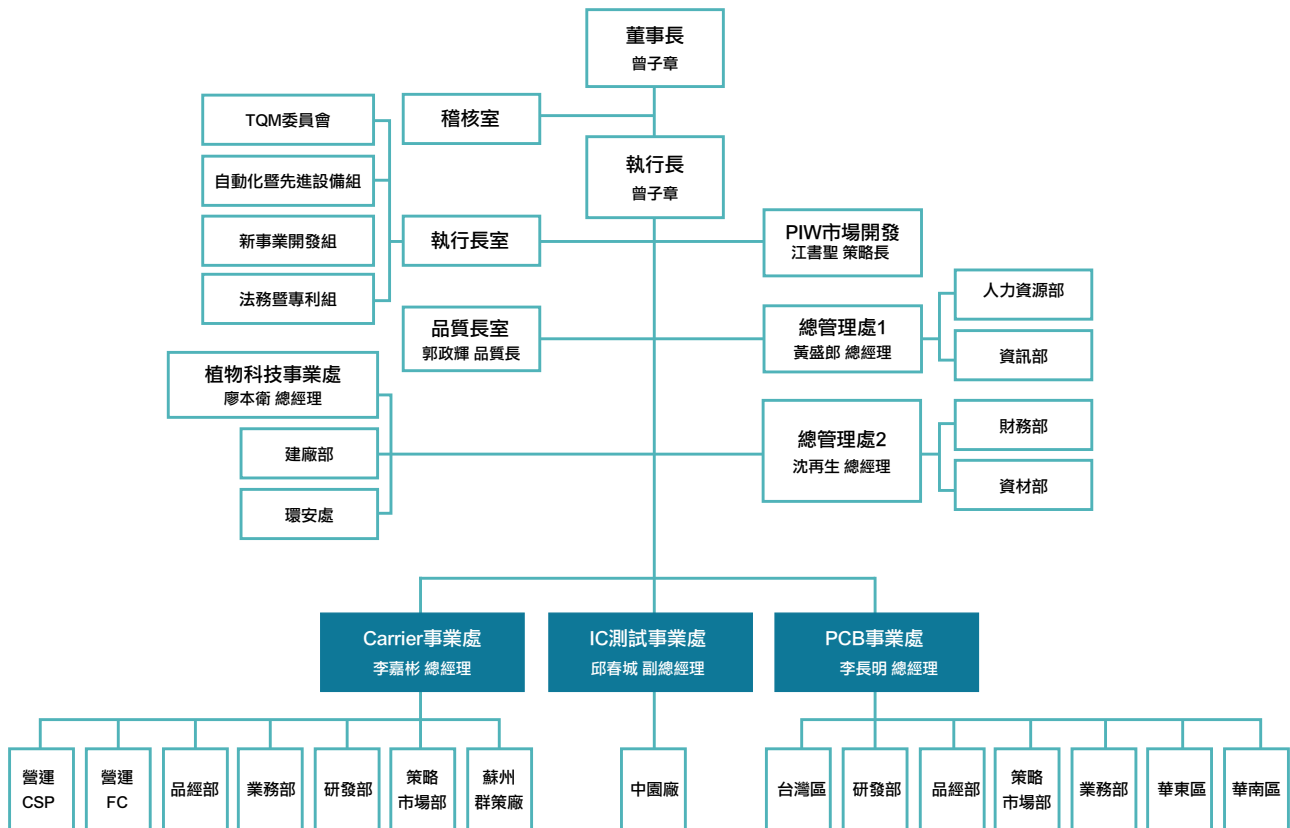 董事長
曾子章
TQM委員會
稽核室
自動化暨先進設備組
執行長
曾子章
新事業開發組
執行長室
PIW市場開發
江書聖 策略長
法務暨專利組
人力資源部
品質長室
郭政輝 品質長
總管理處1
黃盛郎 總經理
資訊部
植物科技事業處
廖本衛 總經理
財務部
建廠部
總管理處2
沈再生 總經理
資材部
環安處
Carrier事業處
李嘉彬 總經理
IC測試事業處
邱春城 副總經理
PCB事業處
李長明 總經理
營運
CSP
營運
FC
品經部
業務部
研發部
策略
市場部
蘇州
群策廠
中園廠
台灣區
研發部
品經部
策略
市場部
業務部
華東區
華南區